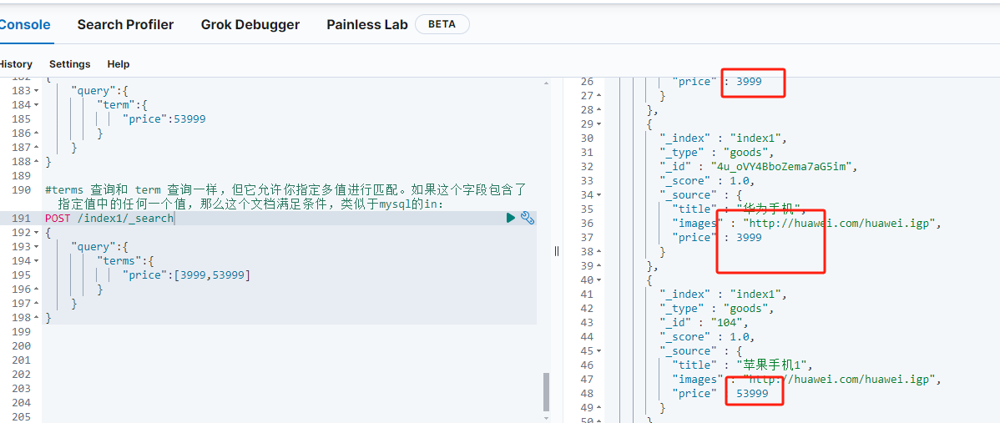 Console Search Profiler Grok Debugger Painless Lab BETA
History Settings Help
182 {
183 "query":{
184 "term":{
185 "price":53999
186 }
187 }
188 }
189
190 #terms 查询和 term 查询一样，但它允许你指定多值进行匹配。如果这个字段包含了
指定值中的任何一个值，那么这个文档满足条件，类似于mysql的in：
191 POST /index1/_search
192 {
193 "query":{
194 "terms":{
195 "price":[3999,53999]
196 }
197 }
198 }
199
200
201
202
203
204
205
26 "price" : 3999
27 }
28 },
29 {
30 "_index" : "index1",
31 "_type" : "goods",
32 "_id" : "4u_oVY4BboZema7aG5im",
33 "_score" : 1.0,
34 "_source" : {
35 "title" : "华为手机",
36 "images" : "http://huawei.com/huawei.igp",
37 "price" : 3999
38 }
39 },
40 {
41 "_index" : "index1",
42 "_type" : "goods",
43 "_id" : "104",
44 "_score" : 1.0,
45 "_source" : {
46 "title" : "苹果手机1",
47 "images" : "http://huawei.com/huawei.igp",
48 "price" : 53999
49 }
50 }